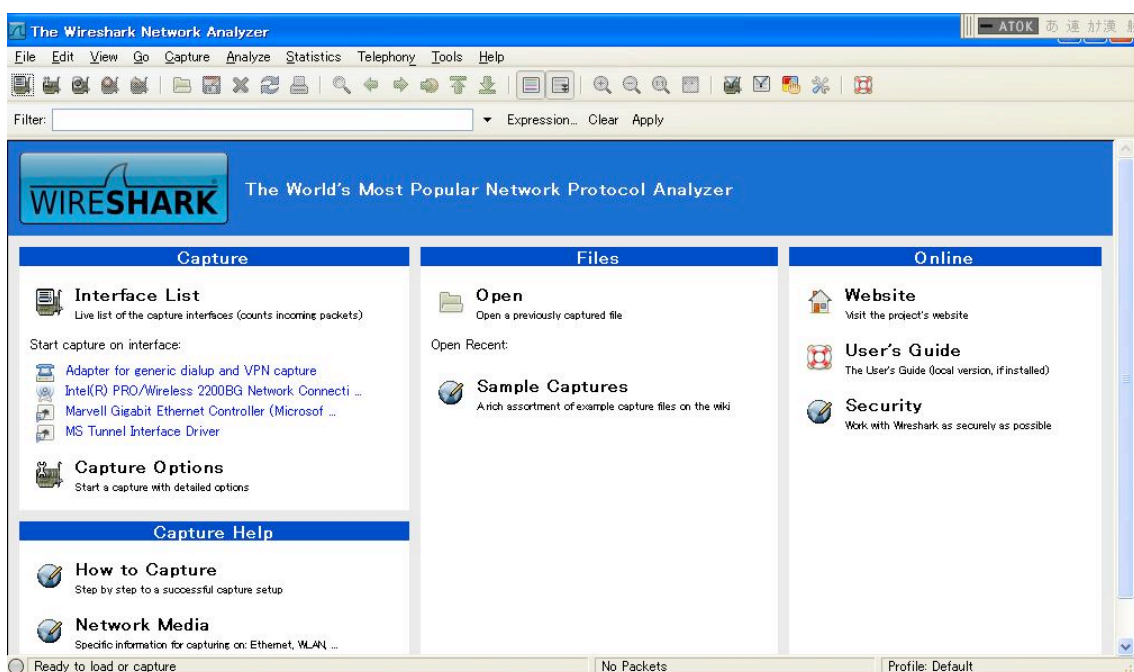 The Wireshark Network Analyzer
ATOK あ 連 ｶﾅ漢
File Edit View Go Capture Analyze Statistics Telephony Tools Help
Filter: Expression... Clear Apply
WIRESHARK
The World's Most Popular Network Protocol Analyzer
Capture
Interface List
Live list of the capture interfaces (counts incoming packets)
Start capture on interface:
Adapter for generic dialup and VPN capture
Intel(R) PRO/Wireless 2200BG Network Connecti ...
Marvell Gigabit Ethernet Controller (Microsof ...
MS Tunnel Interface Driver
Capture Options
Start a capture with detailed options
Capture Help
How to Capture
Step by step to a successful capture setup
Network Media
Specific information for capturing on: Ethernet, WLAN, ...
Files
Open
Open a previously captured file
Open Recent:
Sample Captures
A rich assortment of example capture files on the wiki
Online
Website
Visit the project's website
User's Guide
The User's Guide (local version, if installed)
Security
Work with Wireshark as securely as possible
Ready to load or capture
No Packets
Profile: Default